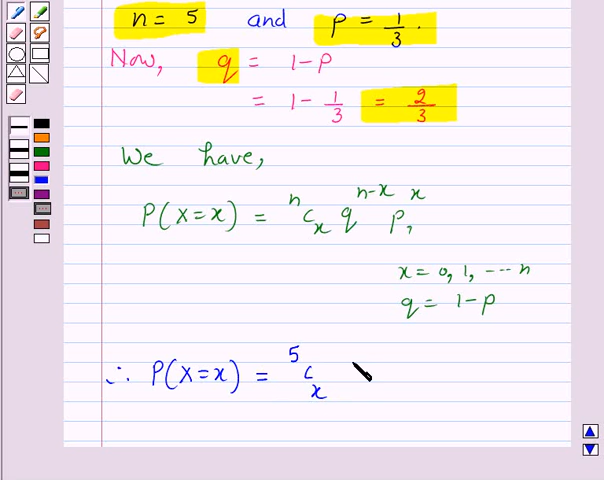 n = 5 and p = 1/3 .
Now, q = 1 - p
= 1 - 1/3 = 2/3
We have,
P(X=x) = ⁿCₓ qⁿ⁻ˣ pˣ,
x = 0, 1, ---- n
q = 1 - p
∴ P(X=x) = ⁵Cₓ